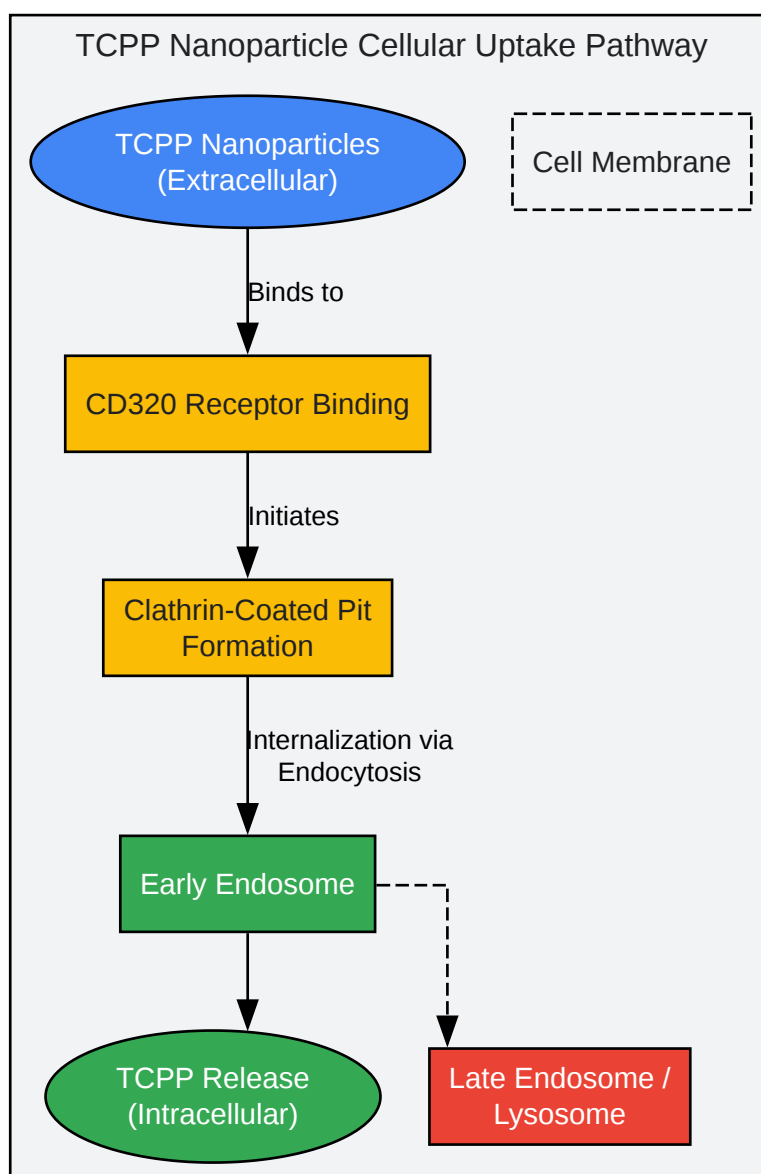 TCPP Nanoparticle Cellular Uptake Pathway
TCPP Nanoparticles
(Extracellular)
Cell Membrane
Binds to
CD320 Receptor Binding
Initiates
Clathrin-Coated Pit
Formation
Internalization via
Endocytosis
Early Endosome
TCPP Release
(Intracellular)
Late Endosome /
Lysosome